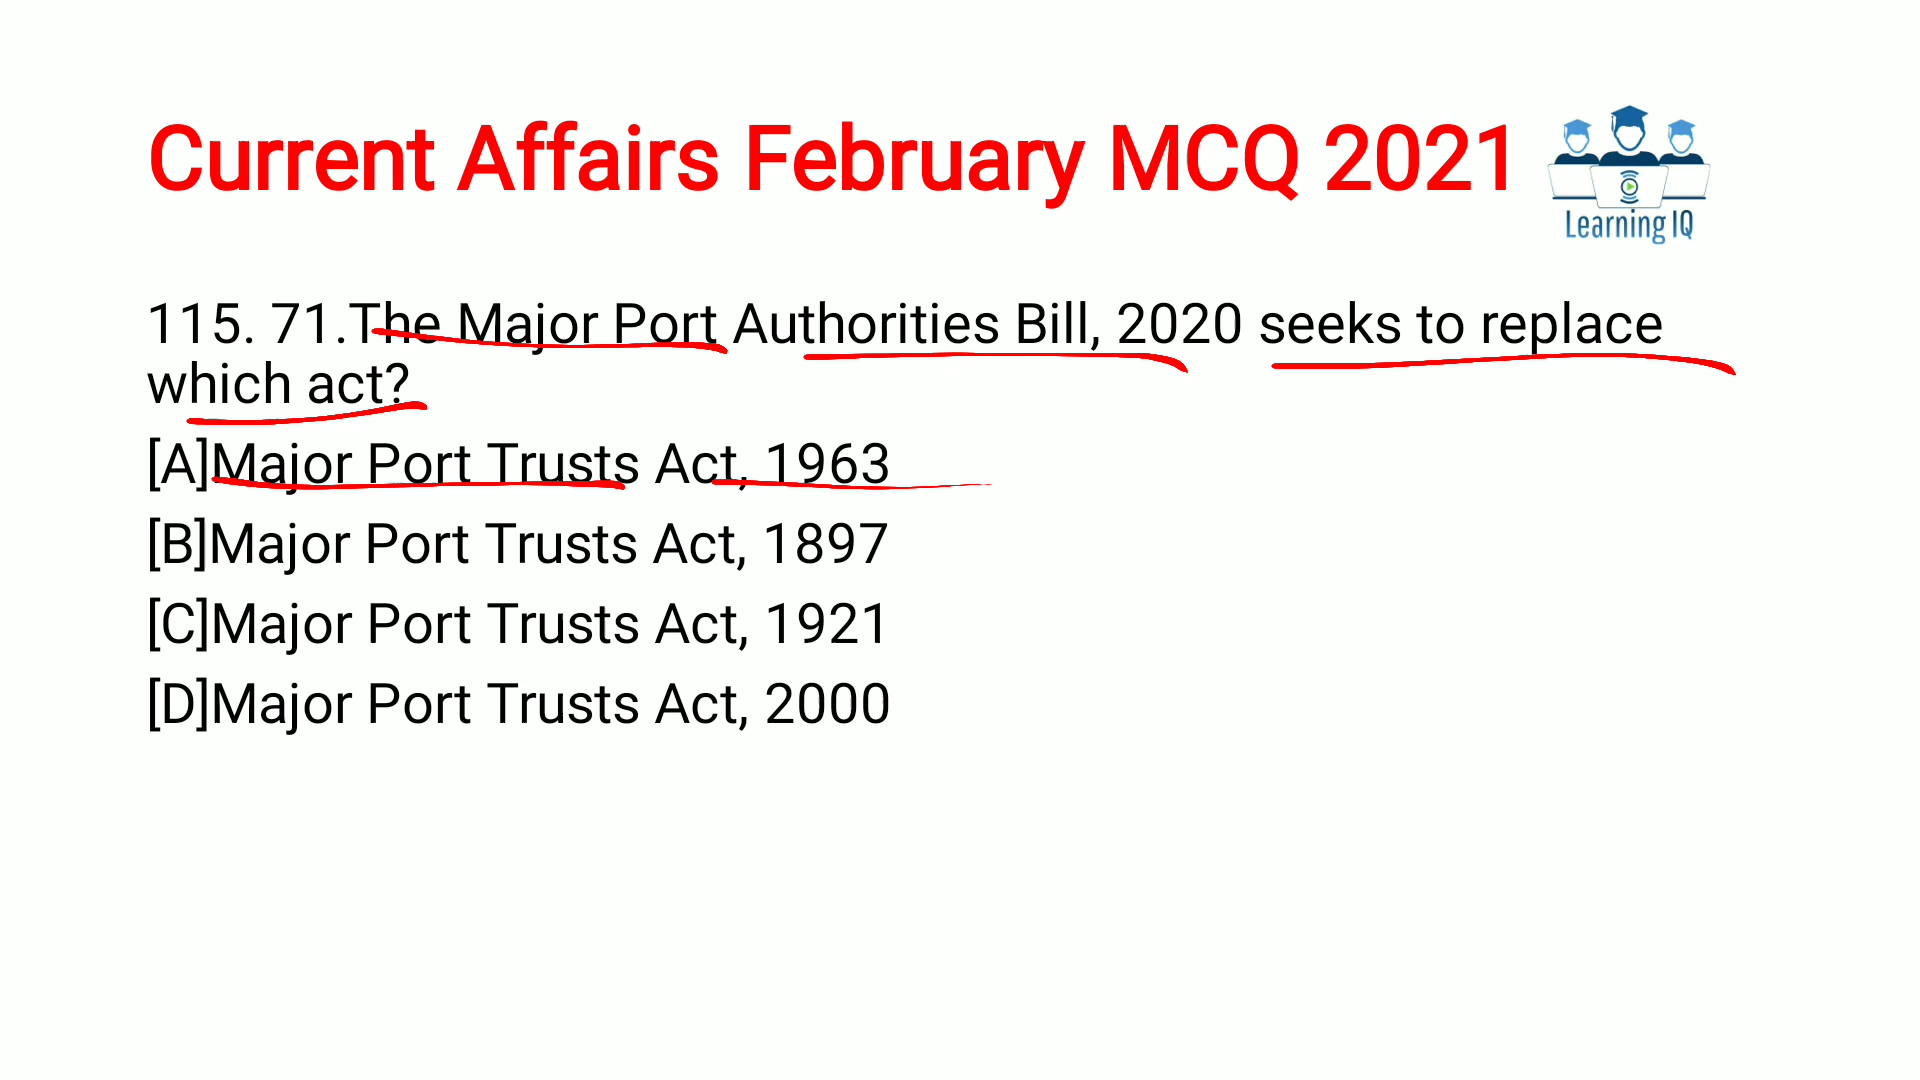 Current Affairs February MCQ 2021
Learning IQ
115. 71.The Major Port Authorities Bill, 2020 seeks to replace
which act?
[A]Major Port Trusts Act, 1963
[B]Major Port Trusts Act, 1897
[C]Major Port Trusts Act, 1921
[D]Major Port Trusts Act, 2000